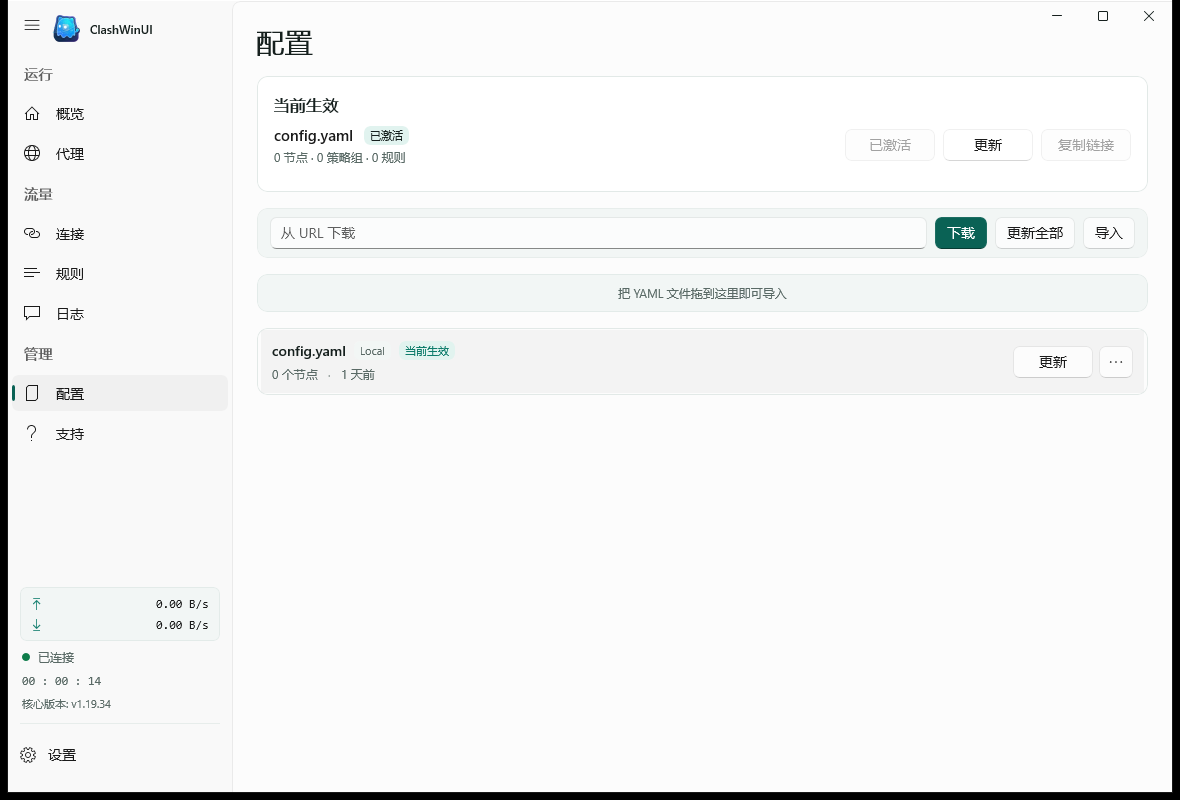 ClashWinUI
运行
概览
代理
流量
连接
规则
日志
管理
配置
支持
0.00 B/s
0.00 B/s
已连接
00 : 00 : 14
核心版本: v1.19.34
设置
配置
当前生效
config.yaml 已激活
0 节点 · 0 策略组 · 0 规则
已激活 更新 复制链接
从 URL 下载 下载 更新全部 导入
把 YAML 文件拖到这里即可导入
config.yaml Local 当前生效
0 个节点 · 1 天前
更新 ...